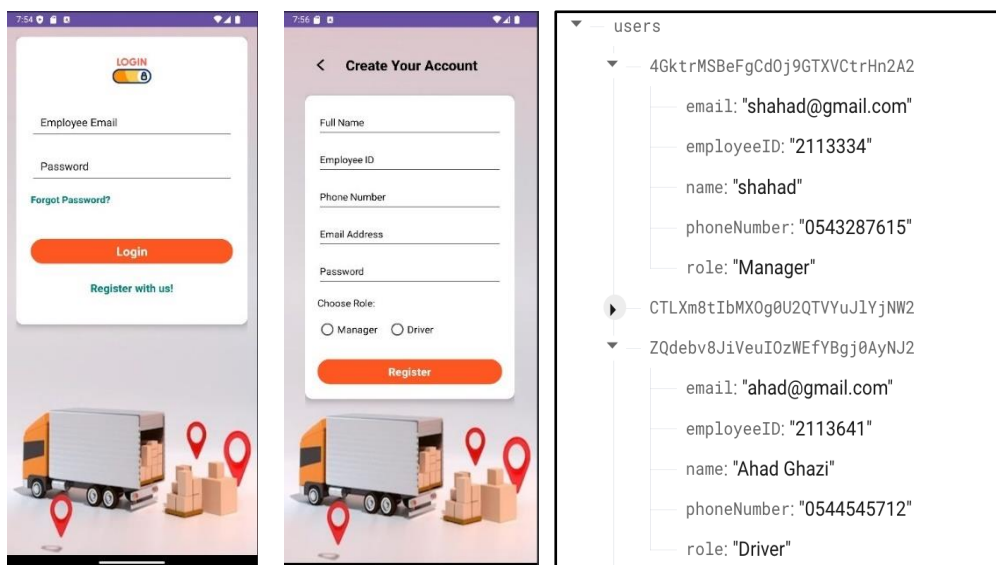 7:54
LOGIN
Employee Email
Password
Forgot Password?
Login
Register with us!
7:56
< Create Your Account
Full Name
Employee ID
Phone Number
Email Address
Password
Choose Role:
Manager Driver
Register
users
4GktrMSBeFgCdOj9GTXVCtrHn2A2
email: "shahad@gmail.com"
employeeID: "2113334"
name: "shahad"
phoneNumber: "0543287615"
role: "Manager"
CTLXm8tIbMXOg0U2QTVYuJlYjNW2
ZQdebv8JiVeuIOzWEfYBgj0AyNJ2
email: "ahad@gmail.com"
employeeID: "2113641"
name: "Ahad Ghazi"
phoneNumber: "0544545712"
role: "Driver"